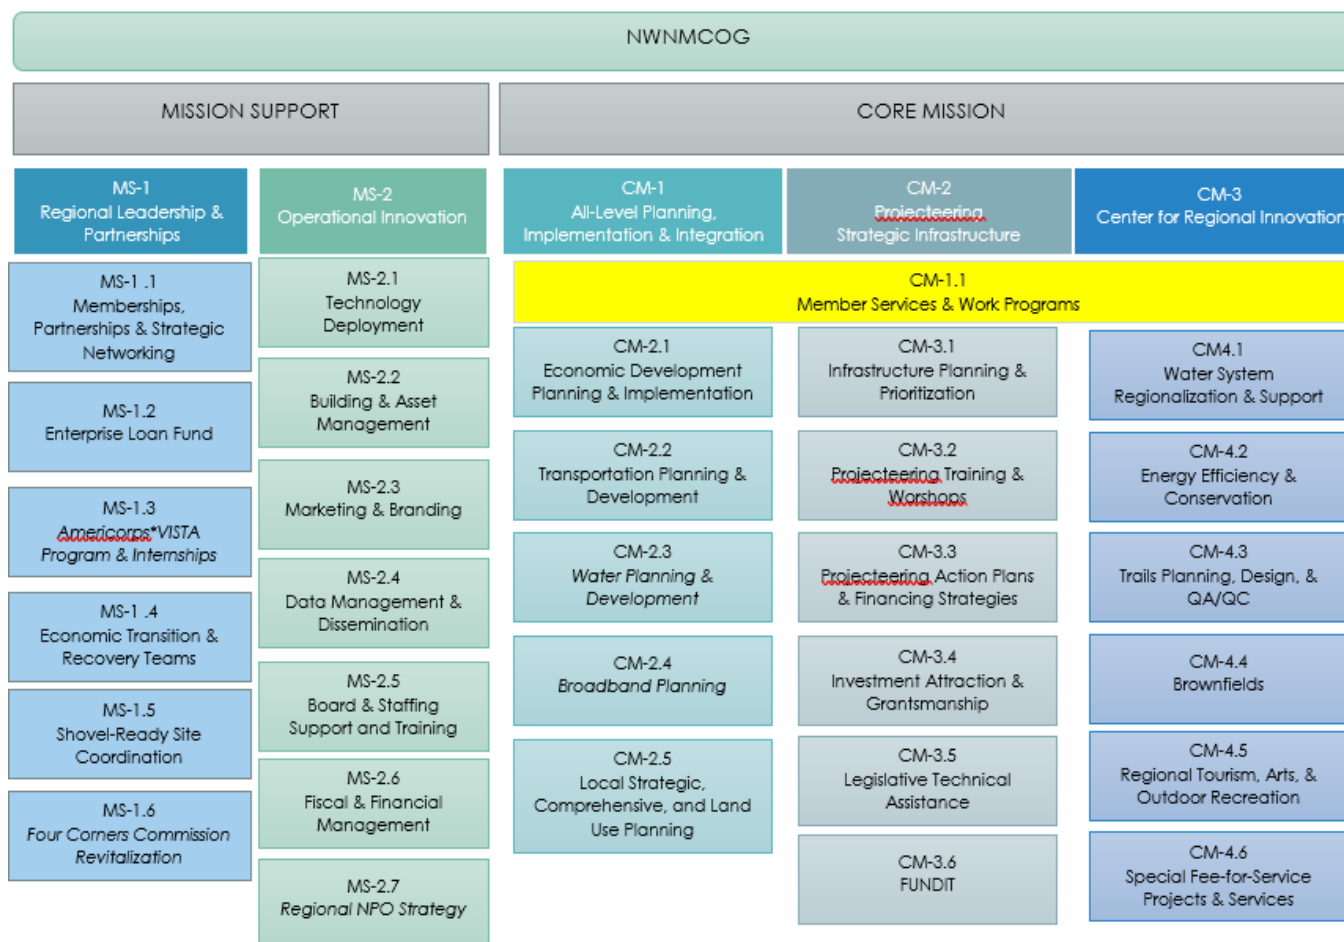 NWNMCOG
MISSION SUPPORT
CORE MISSION
MS-1
Regional Leadership &
Partnerships
MS-2
Operational Innovation
CM-1
All-Level Planning,
Implementation & Integration
CM-2
Projecteering
Strategic Infrastructure
CM-3
Center for Regional Innovation
MS-1 .1
Memberships,
Partnerships & Strategic
Networking
MS-1.2
Enterprise Loan Fund
MS-1.3
Americorps*VISTA
Program & Internships
MS-1 .4
Economic Transition &
Recovery Teams
MS-1.5
Shovel-Ready Site
Coordination
MS-1.6
Four Corners Commission
Revitalization
MS-2.1
Technology
Deployment
MS-2.2
Building & Asset
Management
MS-2.3
Marketing & Branding
MS-2.4
Data Management &
Dissemination
MS-2.5
Board & Staffing
Support and Training
MS-2.6
Fiscal & Financial
Management
MS-2.7
Regional NPO Strategy
CM-1.1
Member Services & Work Programs
CM-2.1
Economic Development
Planning & Implementation
CM-2.2
Transportation Planning &
Development
CM-2.3
Water Planning &
Development
CM-2.4
Broadband Planning
CM-2.5
Local Strategic,
Comprehensive, and Land
Use Planning
CM-3.1
Infrastructure Planning &
Prioritization
CM-3.2
Projecteering Training &
Worshops
CM-3.3
Projecteering Action Plans
& Financing Strategies
CM-3.4
Investment Attraction &
Grantsmanship
CM-3.5
Legislative Technical
Assistance
CM-3.6
FUNDIT
CM4.1
Water System
Regionalization & Support
CM-4.2
Energy Efficiency &
Conservation
CM-4.3
Trails Planning, Design, &
QA/QC
CM-4.4
Brownfields
CM-4.5
Regional Tourism, Arts, &
Outdoor Recreation
CM-4.6
Special Fee-for-Service
Projects & Services